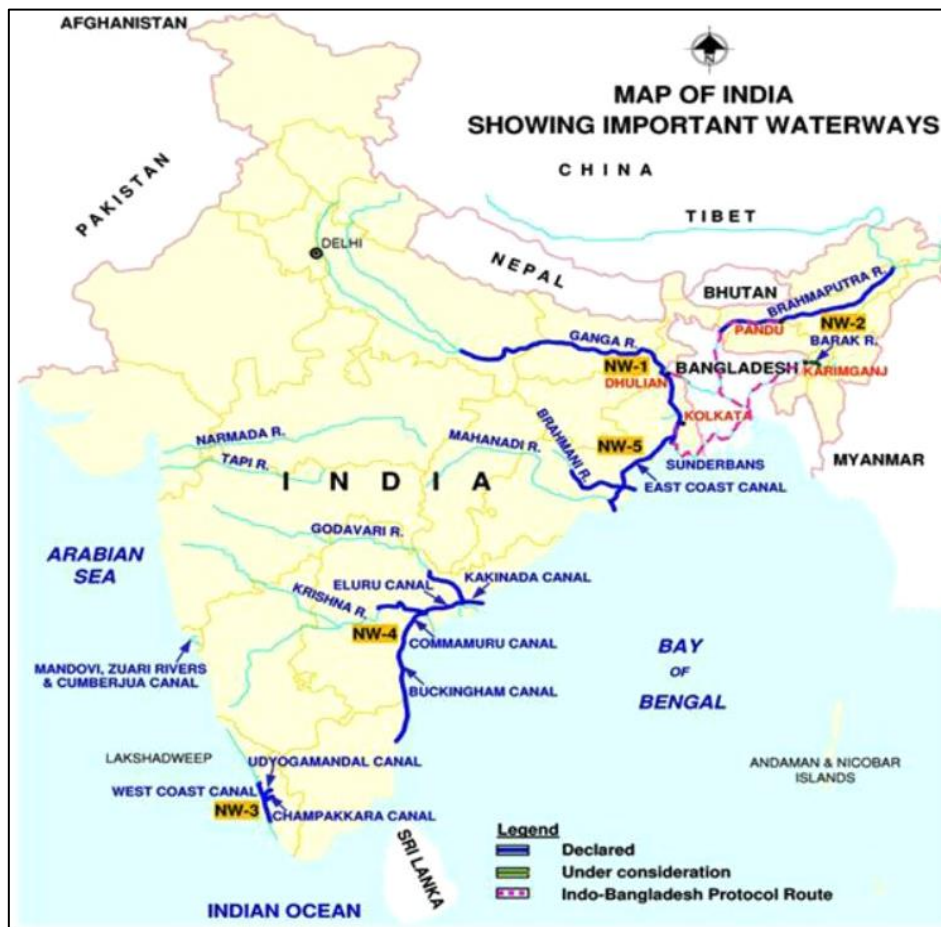 AFGHANISTAN
N
MAP OF INDIA
SHOWING IMPORTANT WATERWAYS
CHINA
PAKISTAN
TIBET
DELHI
NEPAL
BHUTAN
BRAHMAPUTRA R.
PANDU
NW-2
GANGA R.
BARAK R.
NW-1
BANGLADESH
KARIMGANJ
DHULIAN
KOLKATA
BRAHMANI R.
NARMADA R.
MAHANADI R.
NW-5
TAPI R.
SUNDERBANS
MYANMAR
INDIA
EAST COAST CANAL
GODAVARI R.
ARABIAN
SEA
ELURU CANAL
KAKINADA CANAL
KRISHNA R.
NW-4
COMMAMURU CANAL
BAY
OF
BENGAL
MANDOVI, ZUARI RIVERS
& CUMBERJUA CANAL
BUCKINGHAM CANAL
LAKSHADWEEP
UDYOGAMANDAL CANAL
ANDAMAN & NICOBAR
ISLANDS
WEST COAST CANAL
NW-3
CHAMPAKKARA CANAL
SRI LANKA
Legend
Declared
Under consideration
Indo-Bangladesh Protocol Route
INDIAN OCEAN